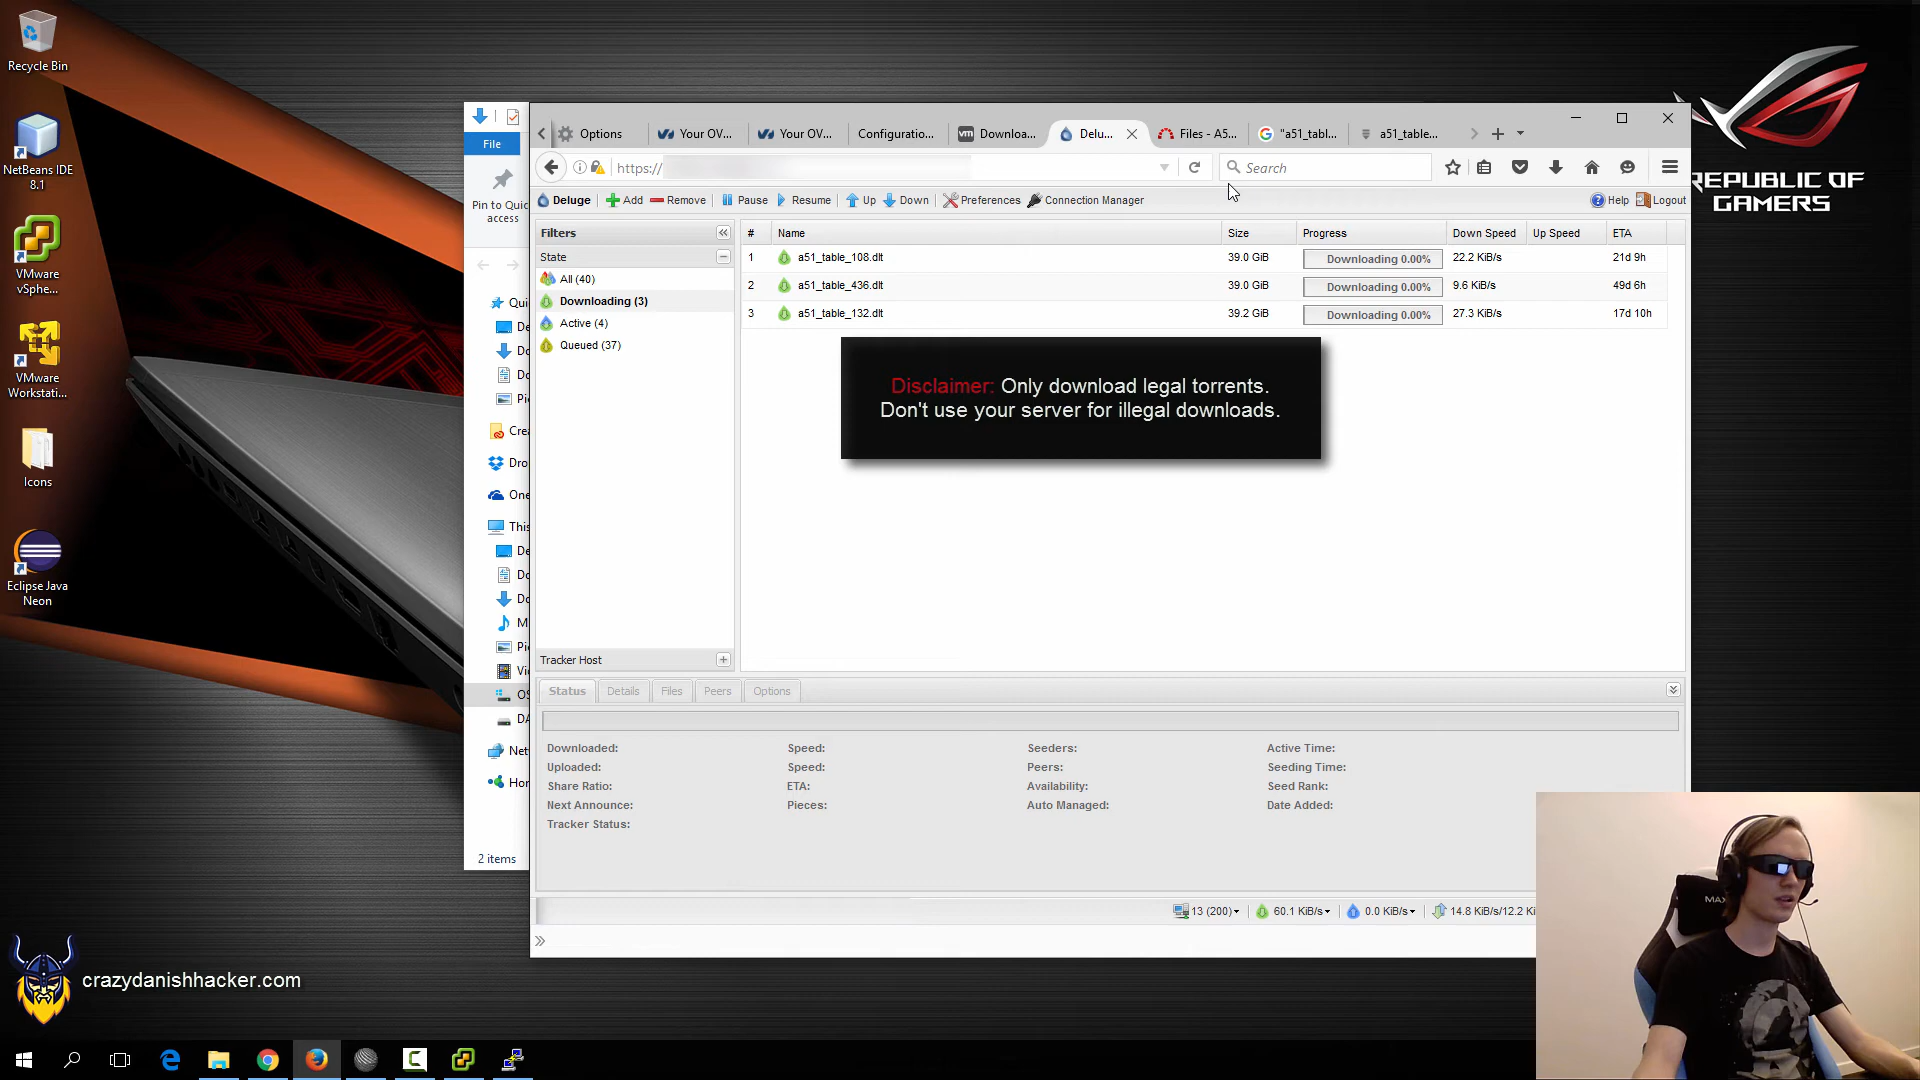 Recycle Bin
NetBeans IDE
8.1
VMware
vSphe...
VMware
Workstati...
Icons
Eclipse Java
Neon
crazydanishhacker.com
REPUBLIC OF
GAMERS
File
Pin to Quick
access
2 items
Options
Your OV...
Your OV...
Configuratio...
vm Downloa...
Delu...
Files - A5...
"a51_tabl...
a51_table...
https://
Search
Deluge
Add
Remove
Pause
Resume
Up
Down
Preferences
Connection Manager
Help
Logout
Filters
State
All (40)
Downloading (3)
Active (4)
Queued (37)
Tracker Host
# Name Size Progress Down Speed Up Speed ETA
1 a51_table_108.dlt 39.0 GiB Downloading 0.00% 22.2 KiB/s 21d 9h
2 a51_table_436.dlt 39.0 GiB Downloading 0.00% 9.6 KiB/s 49d 6h
3 a51_table_132.dlt 39.2 GiB Downloading 0.00% 27.3 KiB/s 17d 10h
Disclaimer: Only download legal torrents.
Don't use your server for illegal downloads.
Status Details Files Peers Options
Downloaded: Speed: Seeders: Active Time:
Uploaded: Speed: Peers: Seeding Time:
Share Ratio: ETA: Availability: Seed Rank:
Next Announce: Pieces: Auto Managed: Date Added:
Tracker Status:
13 (200) 60.1 KiB/s 0.0 KiB/s 14.8 KiB/s/12.2